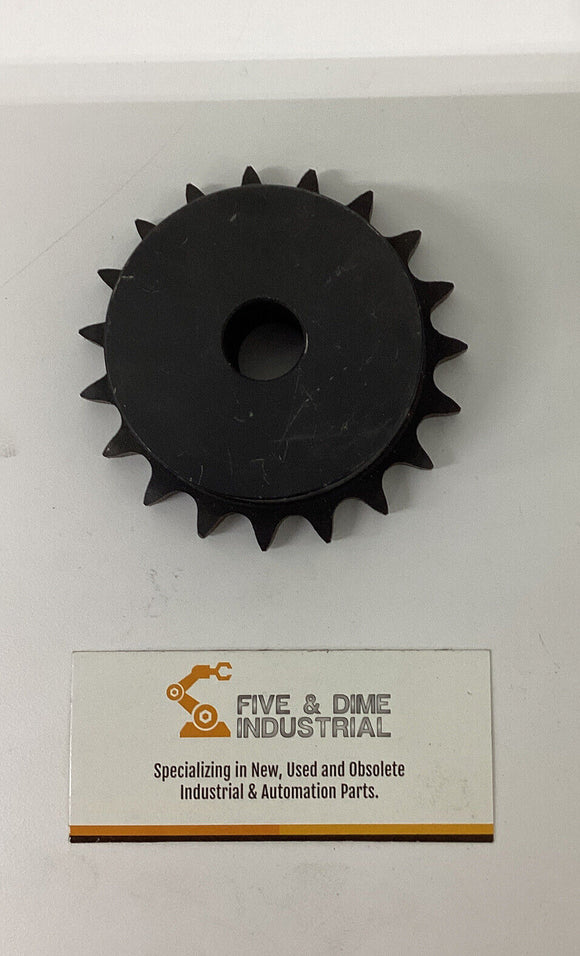 FIVE & DIME
INDUSTRIAL
Specializing in New, Used and Obsolete
Industrial & Automation Parts.